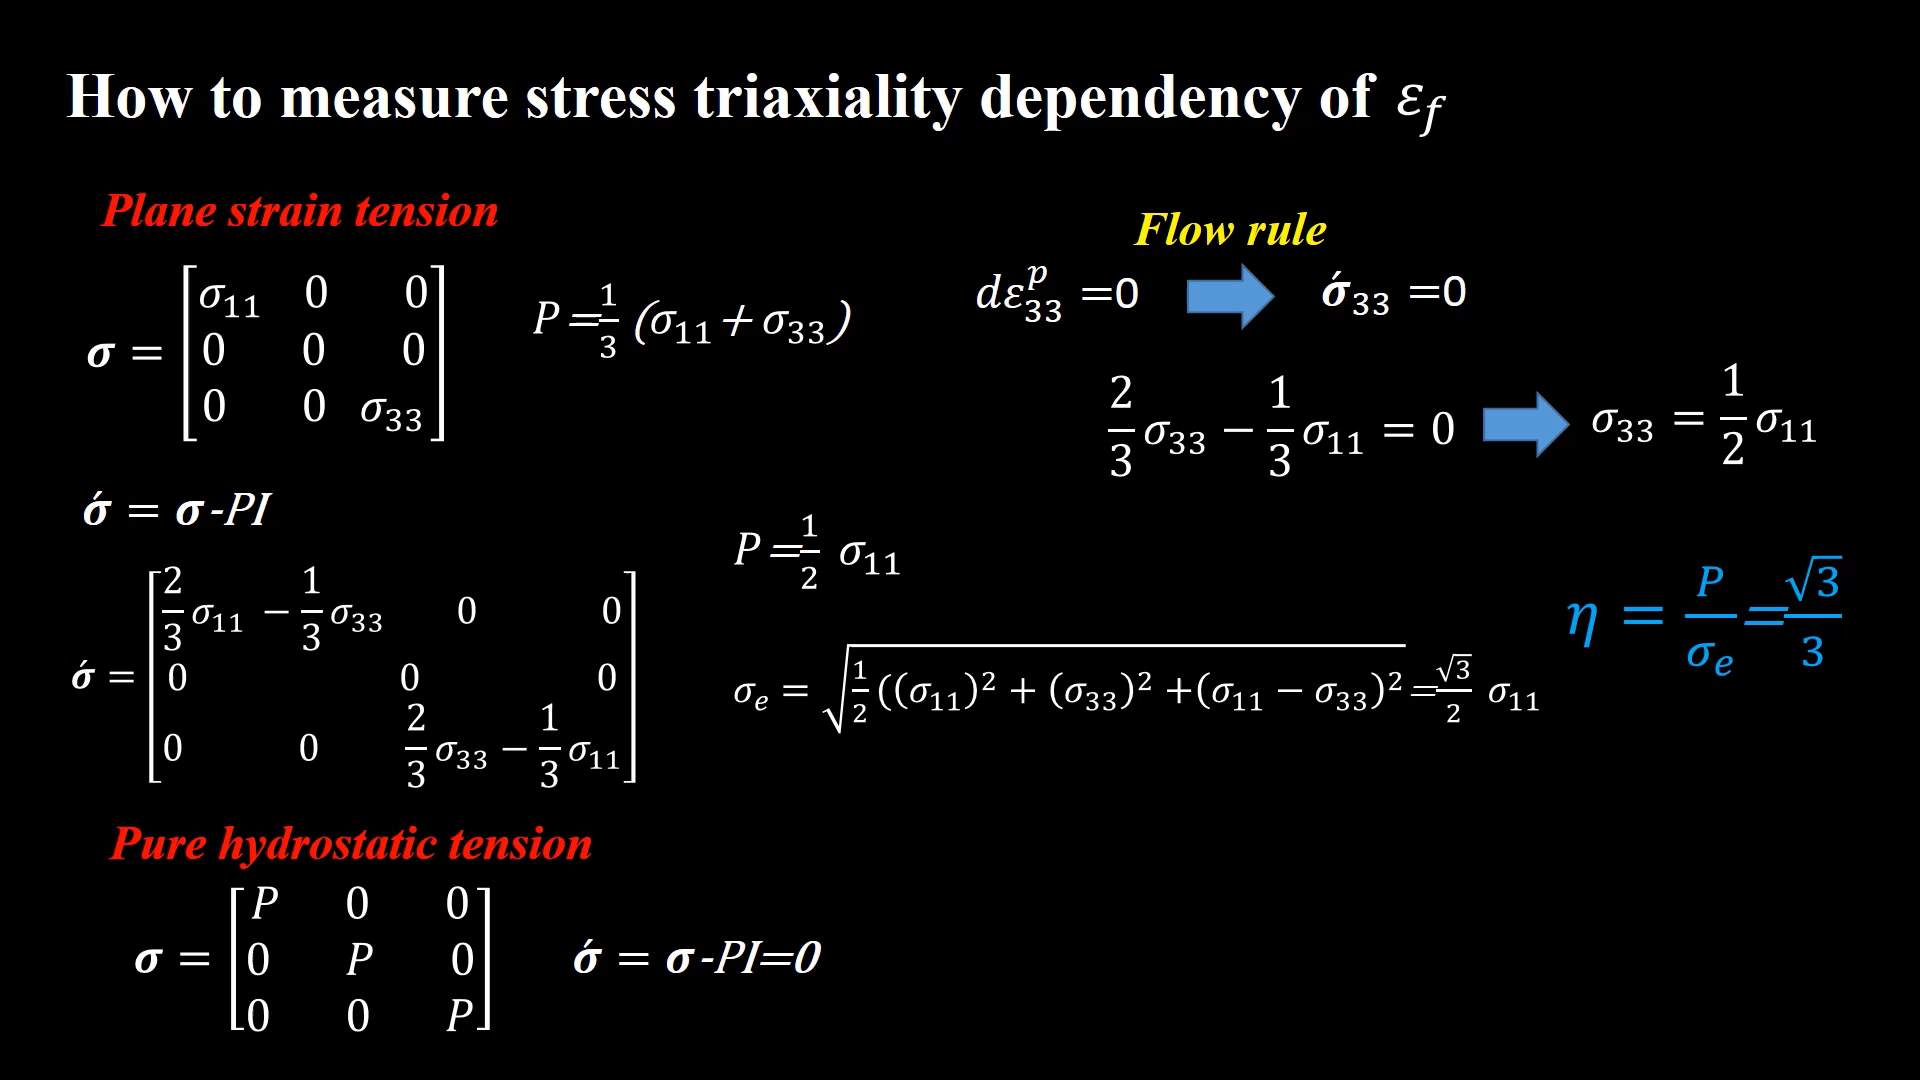 How to measure stress triaxiality dependency of ε_f
Plane strain tension
σ = [σ₁₁ 0 0
0 0 0
0 0 σ₃₃]
P=1/3 (σ₁₁+σ₃₃)
Flow rule
dε₃₃^p =0 σ́₃₃ =0
2/3 σ₃₃ − 1/3 σ₁₁ = 0 σ₃₃ = 1/2 σ₁₁
σ́ = σ-PI
σ́ = [2/3 σ₁₁ − 1/3 σ₃₃ 0 0
0 0 0
0 0 2/3 σ₃₃ − 1/3 σ₁₁]
P=1/2 σ₁₁
σₑ = √(1/2 ((σ₁₁)² + (σ₃₃)² +(σ₁₁ − σ₃₃)²=√3/2 σ₁₁
η = P/σₑ=√3/3
Pure hydrostatic tension
σ = [P 0 0
0 P 0
0 0 P]
σ́ = σ-PI=0